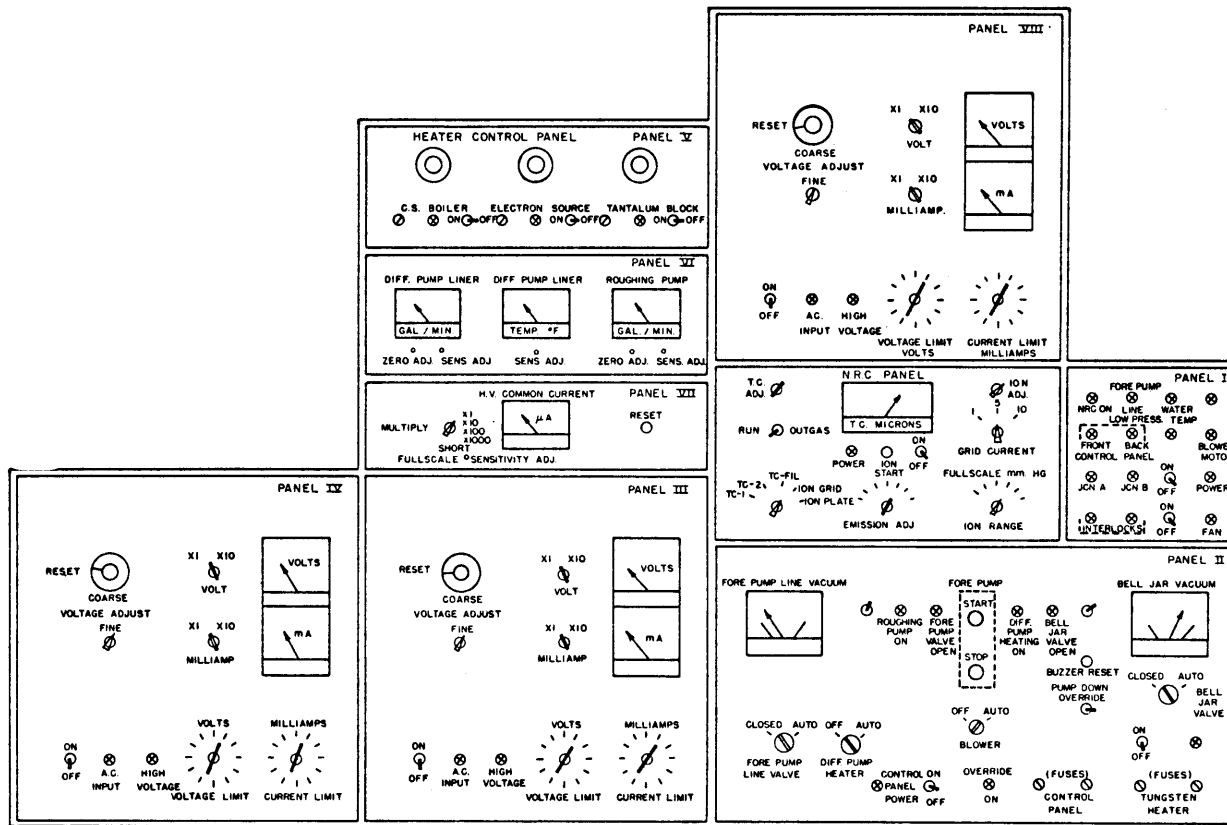 PANEL VIII
RESET
X1 X10
VOLTS
COARSE
VOLT
VOLTAGE ADJUST
FINE
X1 X10
mA
MILLIAMP.
ON
OFF
A.C. INPUT
HIGH VOLTAGE
VOLTAGE LIMIT
VOLTS
CURRENT LIMIT
MILLIAMPS
HEATER CONTROL PANEL
PANEL V
C.S. BOILER
ELECTRON SOURCE
TANTALUM BLOCK
ON OFF
ON OFF
ON OFF
PANEL VI
DIFF. PUMP LINER
DIFF PUMP LINER
ROUGHING PUMP
GAL / MIN
TEMP °F
GAL. / MIN.
ZERO ADJ. SENS ADJ
SENS ADJ.
ZERO ADJ. SENS. ADJ.
H.V. COMMON CURRENT
PANEL VII
MULTIPLY
X1
X10
X100
X1000
SHORT
µA
RESET
FULLSCALE SENSITIVITY ADJ.
N.R.C PANEL
T.C. ADJ.
ION ADJ.
T.C. MICRONS
1 5 10
RUN OUTGAS
GRID CURRENT
POWER
ION START
ON
OFF
FULLSCALE mm. HG
TC-1
TC-2
TC-FIL
ION GRID
ION PLATE
EMISSION ADJ
ION RANGE
PANEL I
FORE PUMP
NRC ON
LINE
LOW PRESS.
WATER TEMP
FRONT
BACK
CONTROL PANEL
BLOWE
MOTO
JCN A
JCN B
ON
OFF
POWER
INTERLOCKS
ON
OFF
FAN
PANEL IV
RESET
X1 X10
VOLTS
COARSE
VOLT
VOLTAGE ADJUST
FINE
X1 X10
mA
MILLIAMP
VOLTS
MILLIAMPS
ON
OFF
A.C. INPUT
HIGH VOLTAGE
VOLTAGE LIMIT
CURRENT LIMIT
PANEL III
RESET
X1 X10
VOLTS
COARSE
VOLT
VOLTAGE ADJUST
FINE
X1 X10
mA
MILLIAMP
VOLTS
MILLIAMPS
ON
OFF
A.C. INPUT
HIGH VOLTAGE
VOLTAGE LIMIT
CURRENT LIMIT
PANEL II
FORE PUMP LINE VACUUM
FORE PUMP
BELL JAR VACUUM
START
ROUGHING PUMP ON
FORE PUMP VALVE OPEN
DIFF. PUMP HEATING ON
BELL JAR VALVE OPEN
STOP
BUZZER RESET
PUMP DOWN OVERRIDE
CLOSED AUTO
BELL JAR VALVE
OFF AUTO
BLOWER
CLOSED AUTO
FORE PUMP LINE VALVE
OFF AUTO
DIFF. PUMP HEATER
ON
OFF
CONTROL PANEL POWER
ON
OFF
OVERRIDE ON
(FUSES)
CONTROL PANEL
(FUSES)
TUNGSTEN HEATER